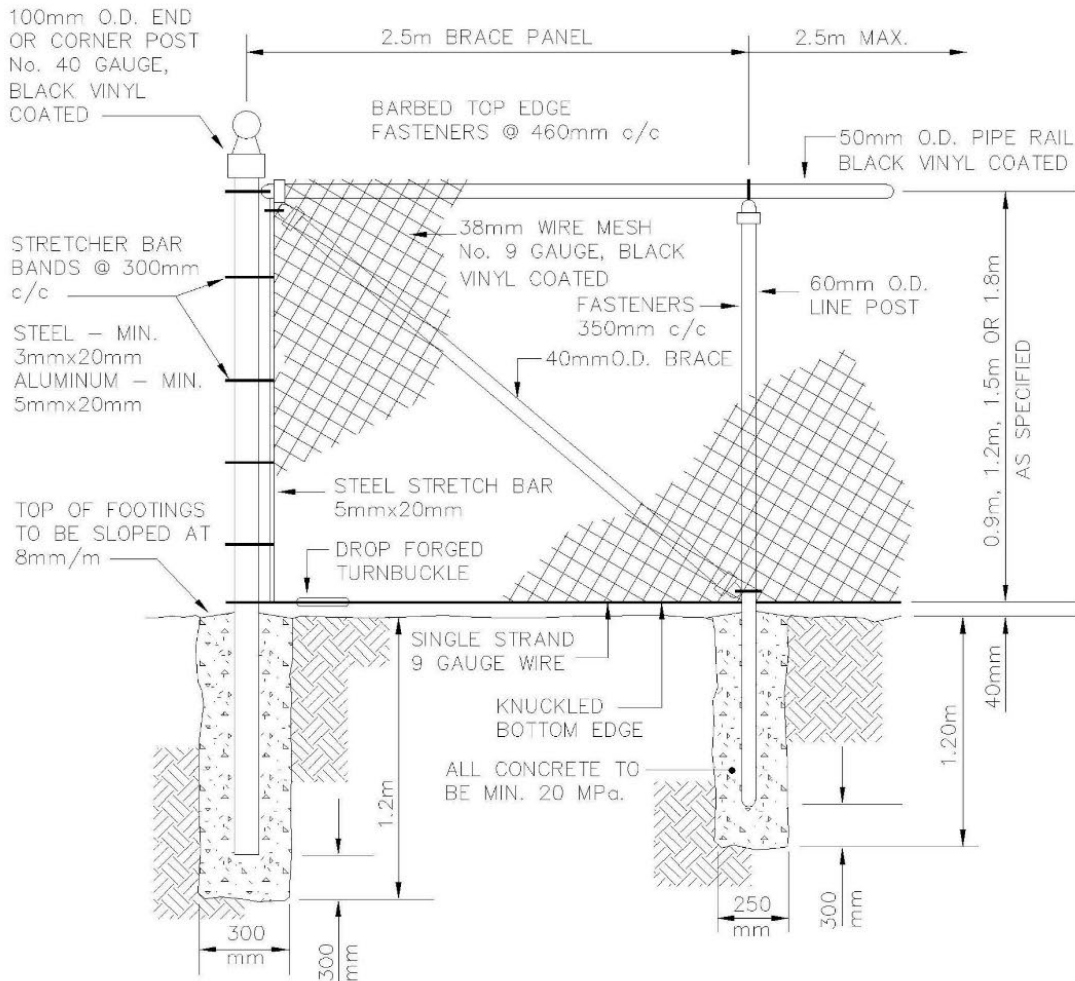 100mm O.D. END
OR CORNER POST
No. 40 GAUGE,
BLACK VINYL
COATED
2.5m BRACE PANEL
2.5m MAX.
BARBED TOP EDGE
FASTENERS @ 460mm c/c
50mm O.D. PIPE RAIL
BLACK VINYL COATED
STRETCHER BAR
BANDS @ 300mm
c/c
STEEL – MIN.
3mmx20mm
ALUMINUM – MIN.
5mmx20mm
38mm WIRE MESH
No. 9 GAUGE, BLACK
VINYL COATED
FASTENERS
350mm c/c
60mm O.D.
LINE POST
40mmO.D. BRACE
0.9m, 1.2m, 1.5m OR 1.8m
AS SPECIFIED
STEEL STRETCH BAR
5mmx20mm
TOP OF FOOTINGS
TO BE SLOPED AT
8mm/m
DROP FORGED
TURNBUCKLE
SINGLE STRAND
9 GAUGE WIRE
KNUCKLED
BOTTOM EDGE
ALL CONCRETE TO
BE MIN. 20 MPa.
40mm
1.2m
1.20m
300
mm
300
mm
250
mm
300
mm